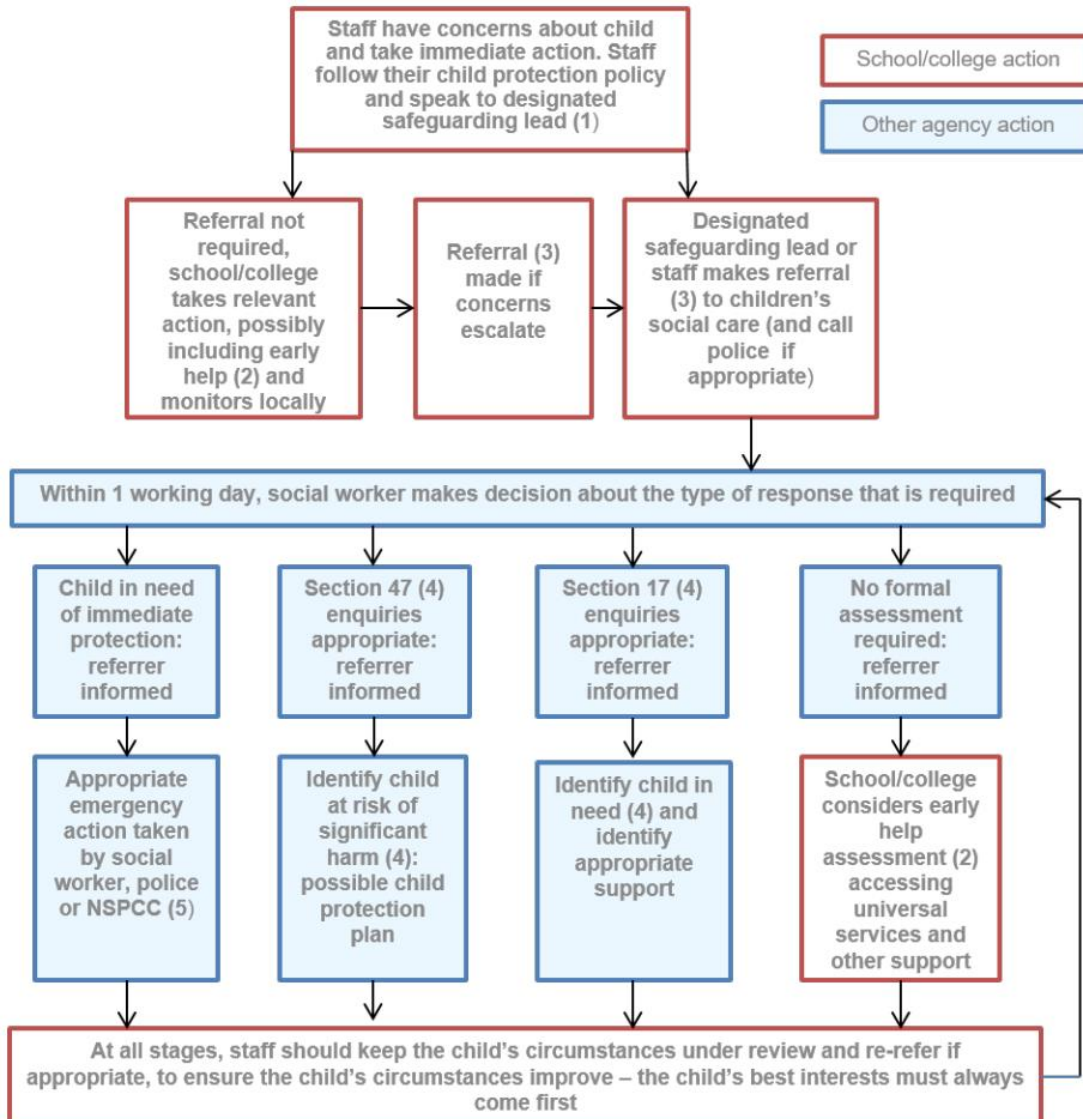 Staff have concerns about child
and take immediate action. Staff
follow their child protection policy
and speak to designated
safeguarding lead (1)
School/college action
Other agency action
Referral not
required,
school/college
takes relevant
action, possibly
including early
help (2) and
monitors locally
Referral (3)
made if
concerns
escalate
Designated
safeguarding lead or
staff makes referral
(3) to children’s
social care (and call
police if
appropriate)
Within 1 working day, social worker makes decision about the type of response that is required
Child in need
of immediate
protection:
referrer
informed
Section 47 (4)
enquiries
appropriate:
referrer
informed
Section 17 (4)
enquiries
appropriate:
referrer
informed
No formal
assessment
required:
referrer
informed
Appropriate
emergency
action taken
by social
worker, police
or NSPCC (5)
Identify child
at risk of
significant
harm (4):
possible child
protection
plan
Identify child in
need (4) and
identify
appropriate
support
School/college
considers early
help
assessment (2)
accessing
universal
services and
other support
At all stages, staff should keep the child’s circumstances under review and re-refer if
appropriate, to ensure the child’s circumstances improve – the child’s best interests must always
come first